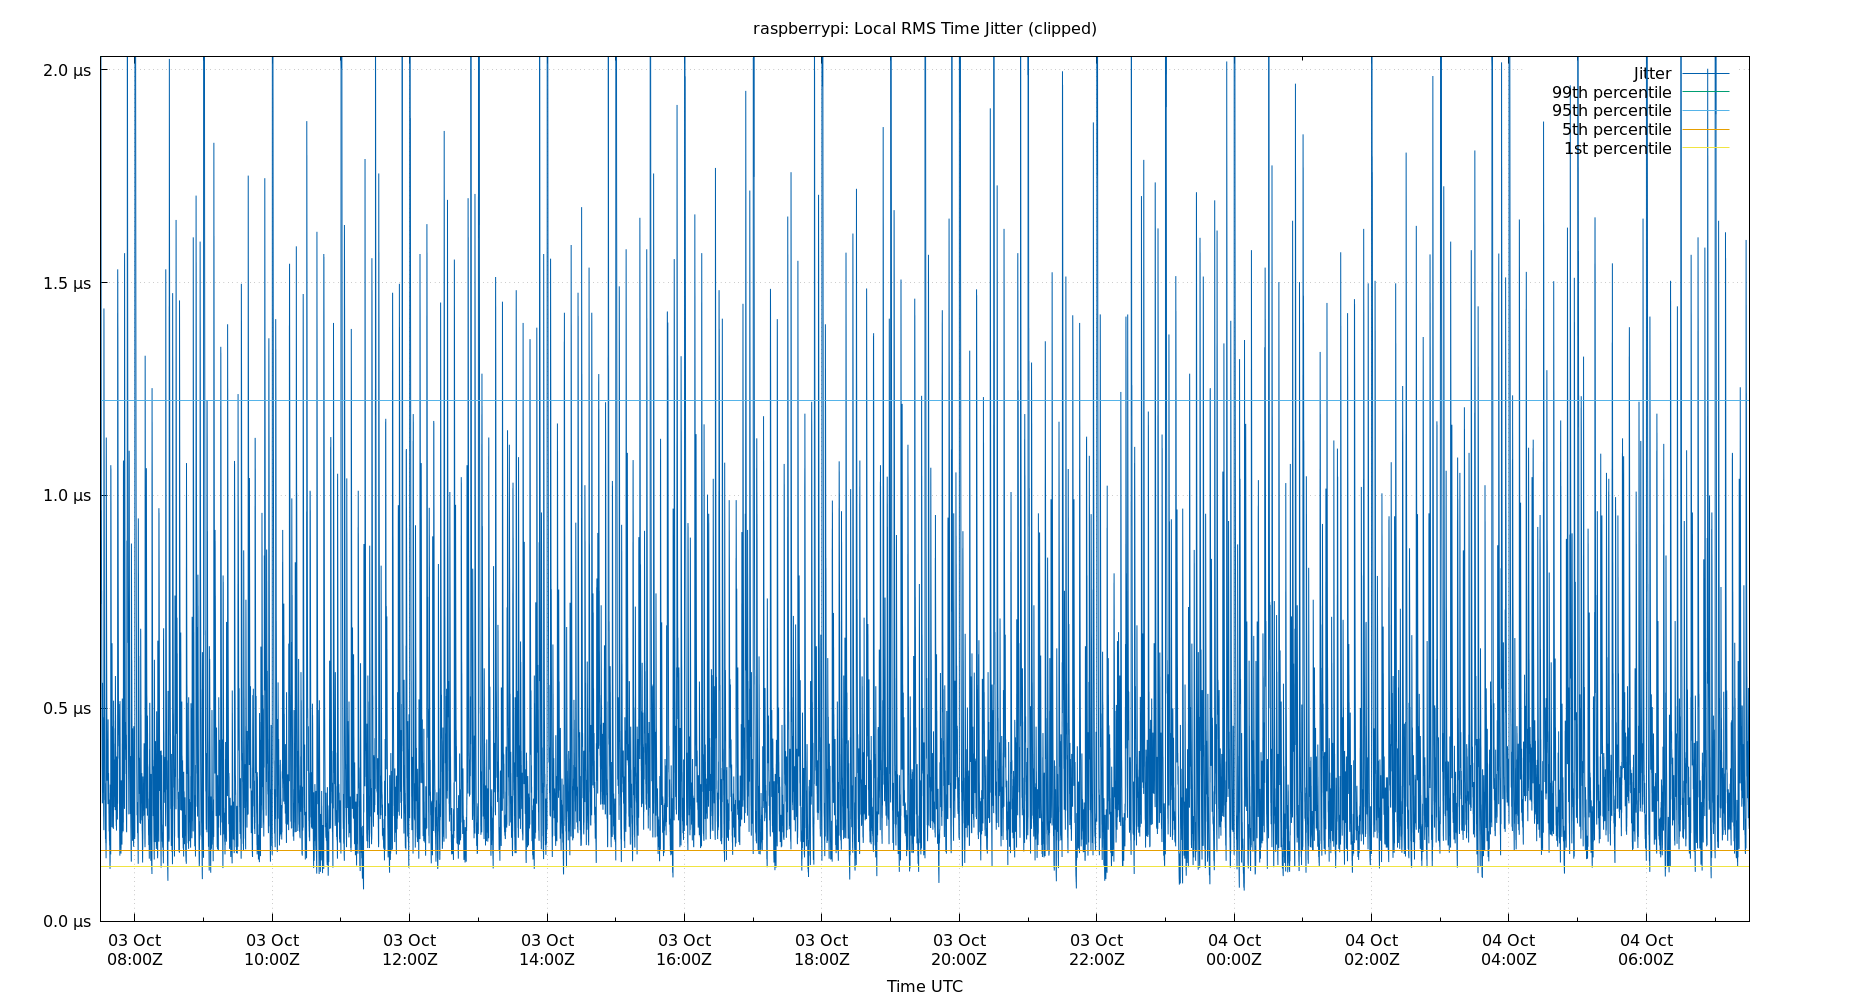 raspberrypi: Local RMS Time Jitter (clipped)
2.0 µs
1.5 µs
1.0 µs
0.5 µs
0.0 µs
Jitter
99th percentile
95th percentile
5th percentile
1st percentile
03 Oct 03 Oct 03 Oct 03 Oct 03 Oct 03 Oct 03 Oct 03 Oct 04 Oct 04 Oct 04 Oct 04 Oct
08:00Z 10:00Z 12:00Z 14:00Z 16:00Z 18:00Z 20:00Z 22:00Z 00:00Z 02:00Z 04:00Z 06:00Z
Time UTC